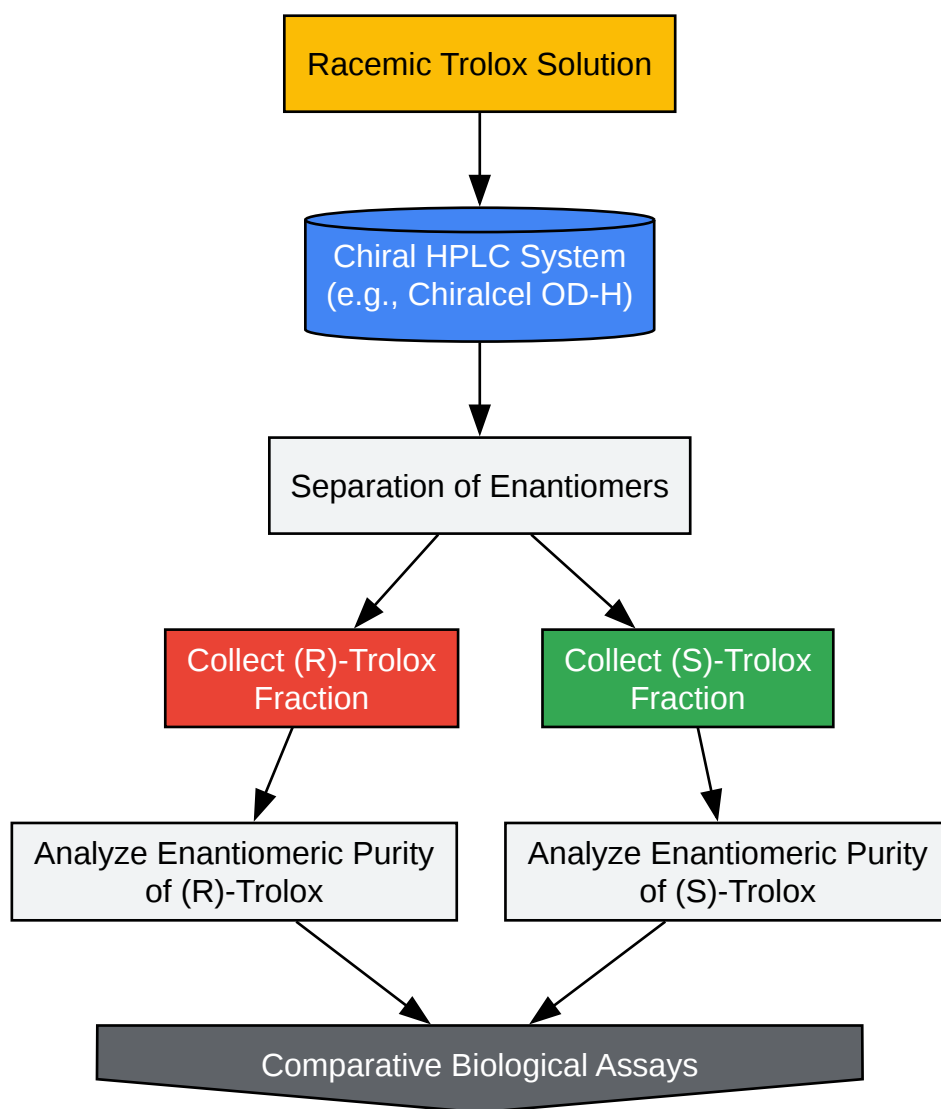 Racemic Trolox Solution
Chiral HPLC System
(e.g., Chiralcel OD-H)
Separation of Enantiomers
Collect (R)-Trolox
Fraction
Collect (S)-Trolox
Fraction
Analyze Enantiomeric Purity
of (R)-Trolox
Analyze Enantiomeric Purity
of (S)-Trolox
Comparative Biological Assays